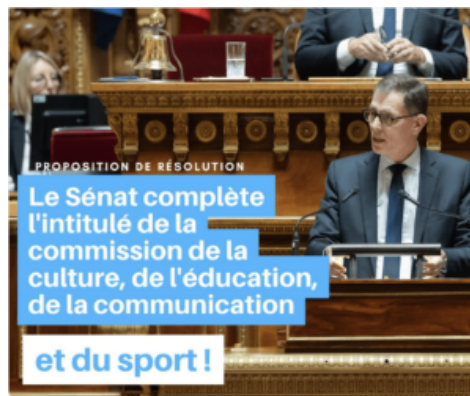 PROPOSITION DE RÉSOLUTION
Le Sénat complète
l'intitulé de la
commission de la
culture, de l'éducation,
de la communication
et du sport !